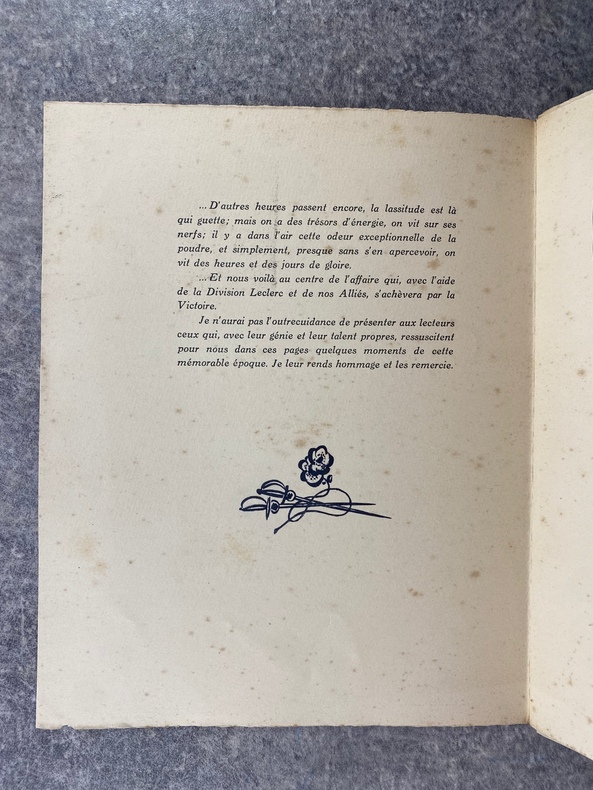 ... D'autres heures passent encore, la lassitude est là
qui guette; mais on a des trésors d'énergie, on vit sur ses
nerfs; il y a dans l'air cette odeur exceptionnelle de la
poudre, et simplement, presque sans s'en apercevoir, on
vit des heures et des jours de gloire.
... Et nous voilà au centre de l'affaire qui, avec l'aide
de la Division Leclerc et de nos Alliés, s'achèvera par la
Victoire.
Je n'aurai pas l'outrecuidance de présenter aux lecteurs
ceux qui, avec leur génie et leur talent propres, ressuscitent
pour nous dans ces pages quelques moments de cette
mémorable époque. Je leur rends hommage et les remercie.